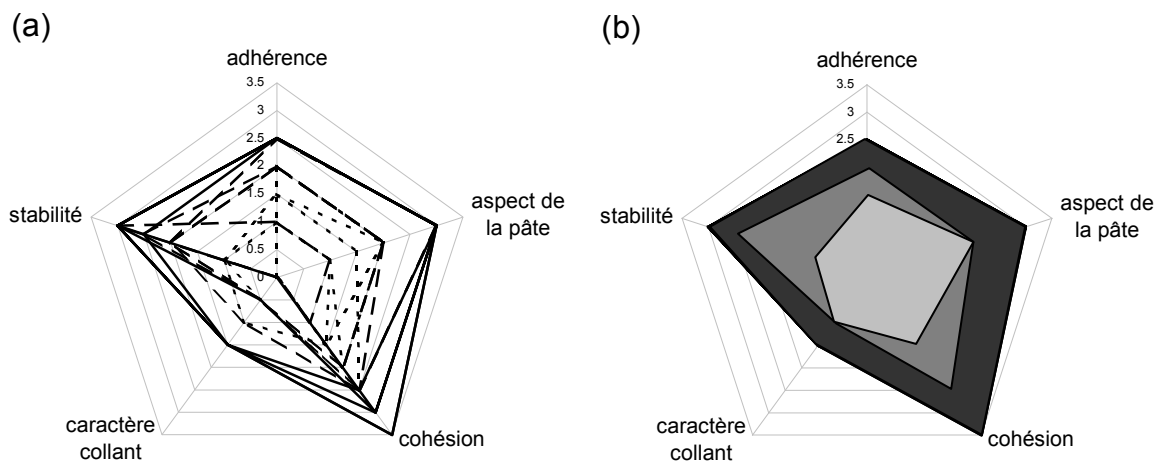 (a)
adhérence
3.5
3
2.5
2
1.5
1
0.5
0
aspect de
la pâte
cohésion
caractère
collant
stabilité
(b)
adhérence
3.5
3
2.5
aspect de
la pâte
cohésion
caractère
collant
stabilité